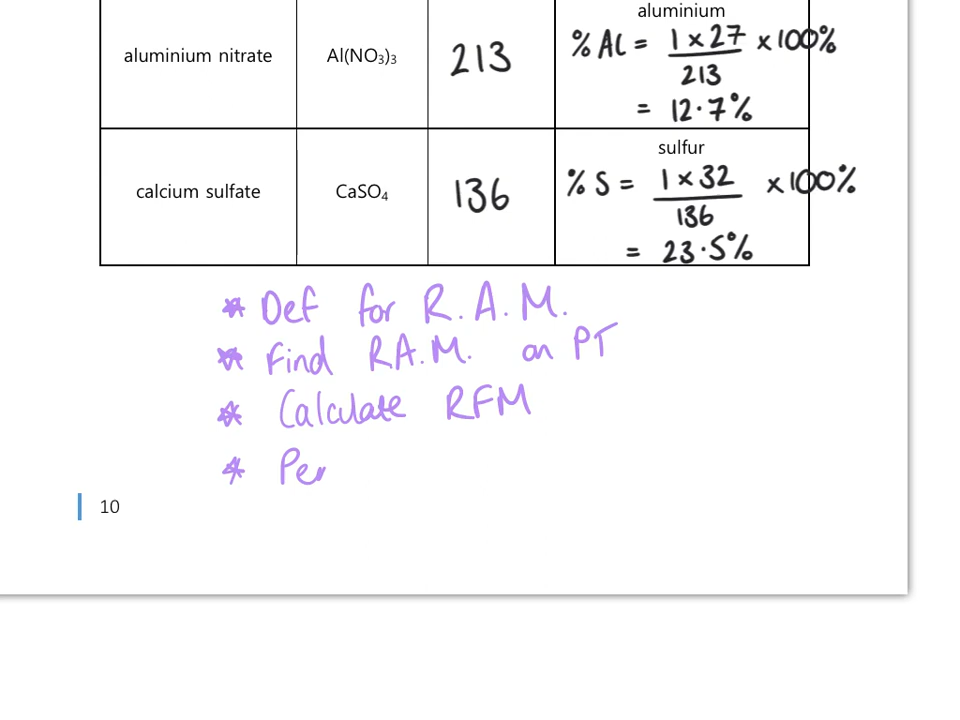 aluminium
aluminium nitrate Al(NO₃)₃ 213 % Al = 1 × 27 / 213 × 100%
= 12.7%
sulfur
calcium sulfate CaSO₄ 136 % S = 1 × 32 / 136 × 100%
= 23.5%
* Def for R.A.M.
* Find R.A.M. on PT
* Calculate RFM
* Per
10